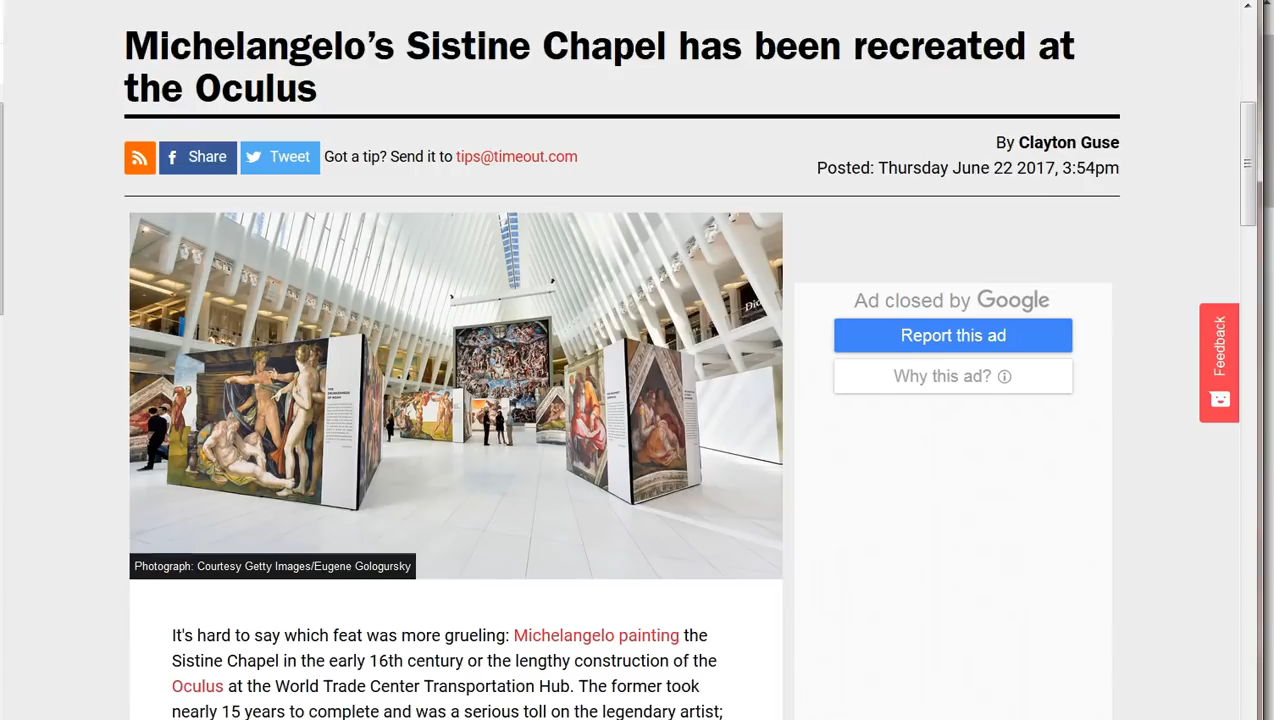 Michelangelo's Sistine Chapel has been recreated at
the Oculus
Share
Tweet
Got a tip? Send it to tips@timeout.com
By Clayton Guse
Posted: Thursday June 22 2017, 3:54pm
Ad closed by Google
Report this ad
Why this ad?
Feedback
Photograph: Courtesy Getty Images/Eugene Gologursky
It's hard to say which feat was more grueling: Michelangelo painting the
Sistine Chapel in the early 16th century or the lengthy construction of the
Oculus at the World Trade Center Transportation Hub. The former took
nearly 15 years to complete and was a serious toll on the legendary artist;